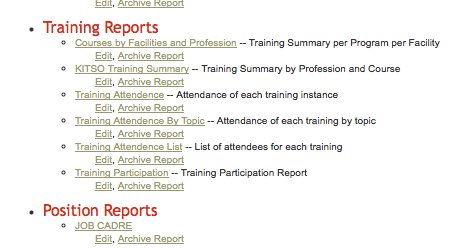 Edit, Archive Report
Training Reports
Courses by Facilities and Profession -- Training Summary per Program per Facility
Edit, Archive Report
KITSO Training Summary -- Training Summary by Profession and Course
Edit, Archive Report
Training Attendence -- Attendance of each training instance
Edit, Archive Report
Training Attendence By Topic -- Attendance of each training by topic
Edit, Archive Report
Training Attendence List -- List of attendees for each training
Edit, Archive Report
Training Participation -- Training Participation Report
Edit, Archive Report
Position Reports
JOB CADRE
Edit, Archive Report